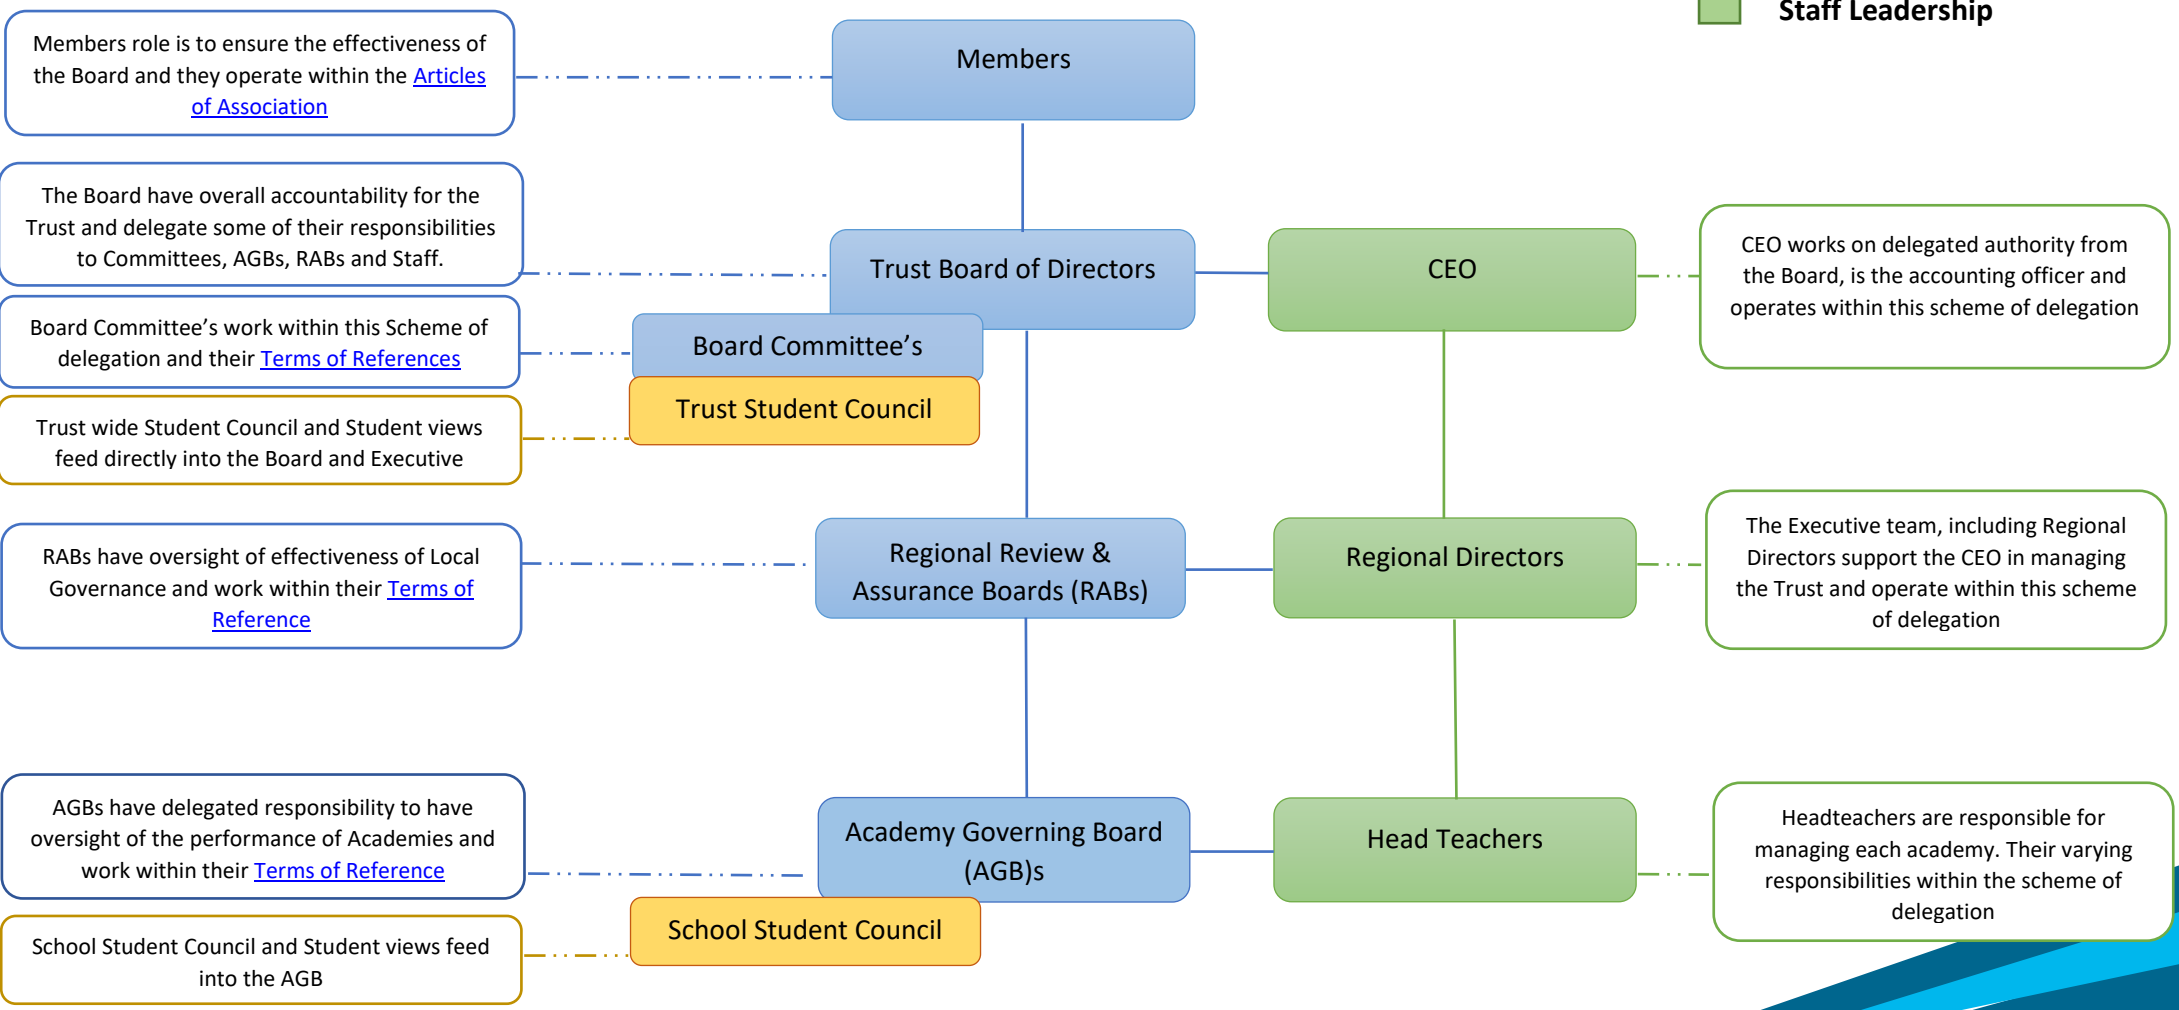 Staff Leadership
Members role is to ensure the effectiveness of
the Board and they operate within the Articles
of Association
Members
The Board have overall accountability for the
Trust and delegate some of their responsibilities
to Committees, AGBs, RABs and Staff.
Trust Board of Directors
CEO
CEO works on delegated authority from
the Board, is the accounting officer and
operates within this scheme of delegation
Board Committee’s work within this Scheme of
delegation and their Terms of References
Board Committee’s
Trust wide Student Council and Student views
feed directly into the Board and Executive
Trust Student Council
RABs have oversight of effectiveness of Local
Governance and work within their Terms of
Reference
Regional Review &
Assurance Boards (RABs)
Regional Directors
The Executive team, including Regional
Directors support the CEO in managing
the Trust and operate within this scheme
of delegation
AGBs have delegated responsibility to have
oversight of the performance of Academies and
work within their Terms of Reference
Academy Governing Board
(AGB)s
Head Teachers
Headteachers are responsible for
managing each academy. Their varying
responsibilities within the scheme of
delegation
School Student Council and Student views feed
into the AGB
School Student Council